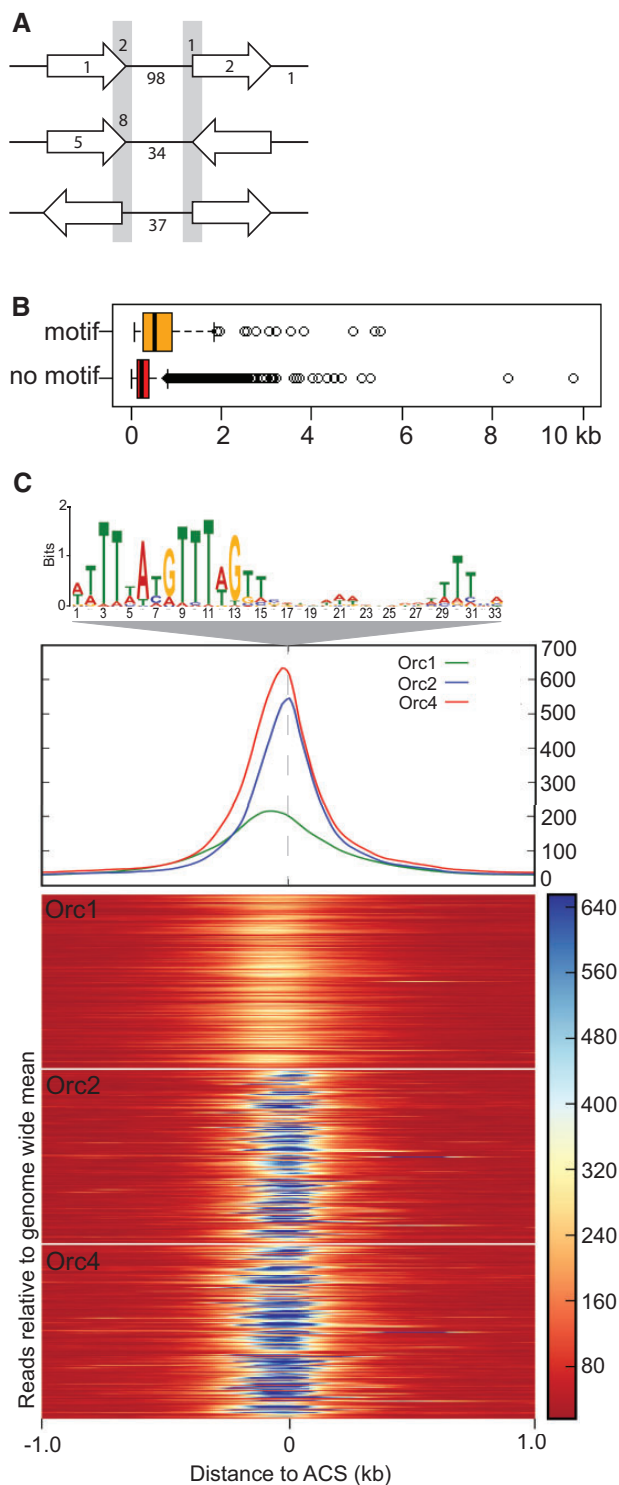 A
2 1
1 98 2 1
8
5 34
37
B
motif
no motif
0 2 4 6 8 10 kb
C
2
1
0
Bits
ATTTATGTTTAGTT
1 3 5 7 9 11 13 15 17 19 21 22 23 25 27 28 29 31 33
700
600
500
400
300
200
100
0
Orc1
Orc2
Orc4
Orc1
Orc2
Orc4
640
560
480
400
320
240
160
80
Reads relative to genome wide mean
-1.0 0 1.0
Distance to ACS (kb)